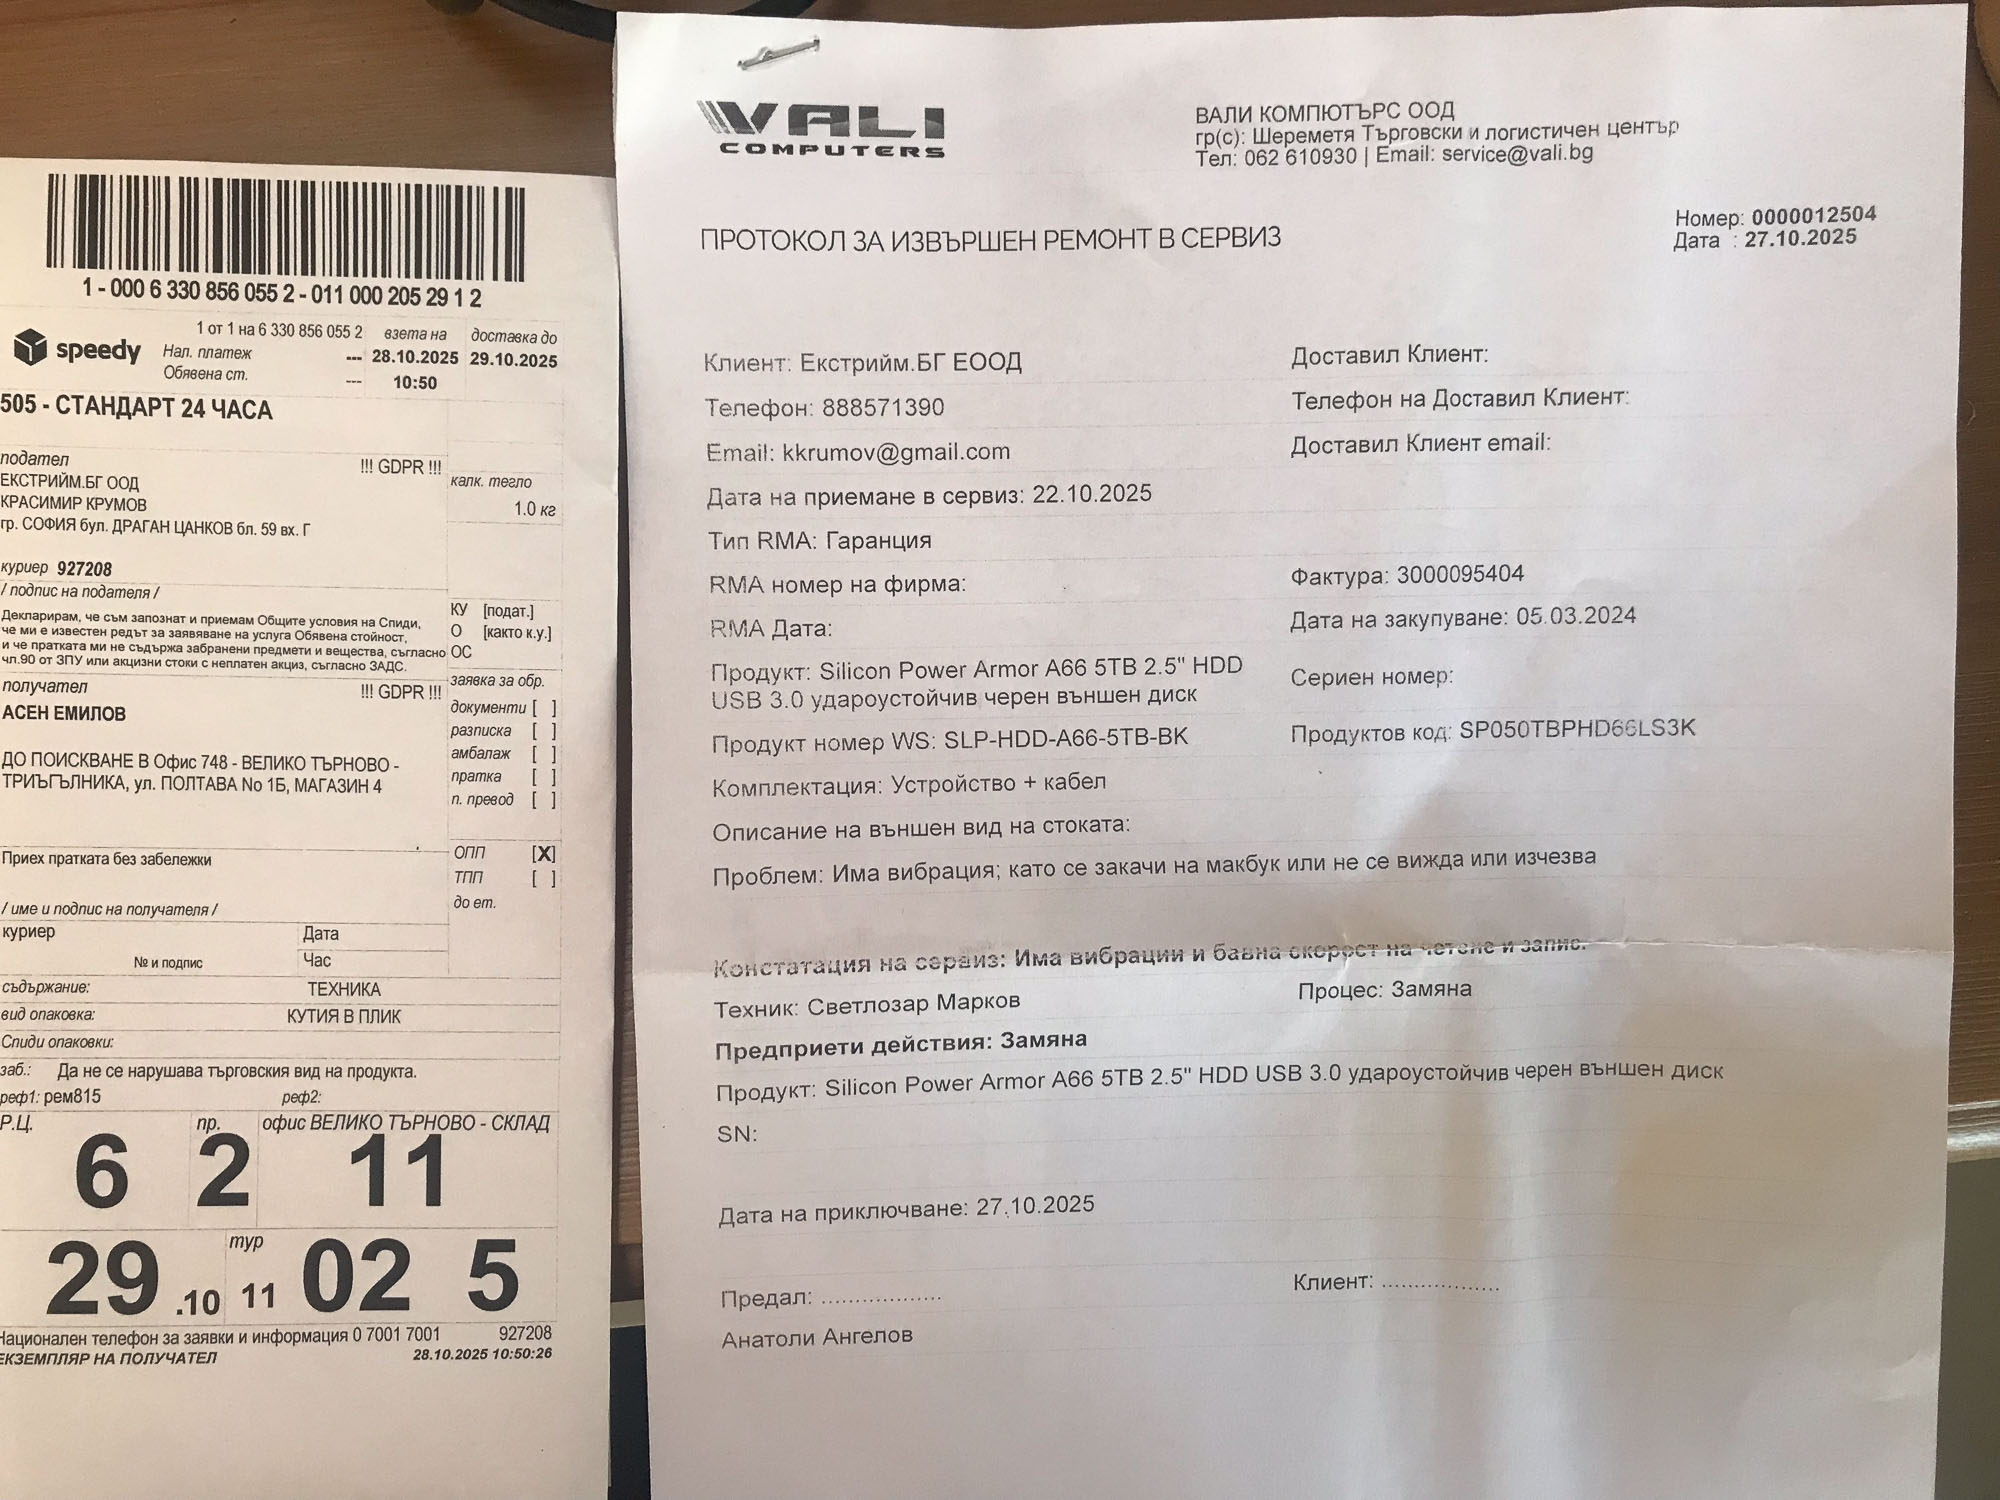 1 - 000 6 330 856 055 2 - 011 000 205 29 1 2
1 от 1 на 6 330 856 055 2 взета на доставка до
speedy
Нал. платеж --- 28.10.2025 29.10.2025
Обявена ст. --- 10:50
505 - СТАНДАРТ 24 ЧАСА
подател !!! GDPR !!!
ЕКСТРИЙМ.БГ ООД калк. тегло
КРАСИМИР КРУМОВ 1.0 кг
гр. СОФИЯ бул. ДРАГАН ЦАНКОВ бл. 59 вх. Г
куриер 927208
/ подпис на подателя /
Декларирам, че съм запознат и приемам Общите условия на Спиди,
че ми е известен редът за заявяване на услуга Обявена стойност,
и че пратката ми не съдържа забранени предмети и вещества, съгласно
чл.90 от ЗПУ или акцизни стоки с неплатен акциз, съгласно ЗАДС.
КУ [подат.]
О [както к.у.]
ОС
получател !!! GDPR !!!
АСЕН ЕМИЛОВ
ДО ПОИСКВАНЕ В Офис 748 - ВЕЛИКО ТЪРНОВО -
ТРИЪГЪЛНИКА, ул. ПОЛТАВА No 1Б, МАГАЗИН 4
заявка за обр.
документи [ ]
разписка [ ]
амбалаж [ ]
пратка [ ]
п. превод [ ]
Приех пратката без забележки
ОПП [X]
ТПП [ ]
до ет.
/ име и подпис на получателя /
куриер Дата
№ и подпис Час
съдържание: ТЕХНИКА
вид опаковка: КУТИЯ В ПЛИК
Спиди опаковки:
заб.: Да не се нарушава търговския вид на продукта.
реф1: рем815 реф2:
Р.Ц. пр. офис ВЕЛИКО ТЪРНОВО - СКЛАД
6 2 11
тур
29 .10 11 02 5
Национален телефон за заявки и информация 0 7001 7001 927208
ЕКЗЕМПЛЯР НА ПОЛУЧАТЕЛ 28.10.2025 10:50:26
VALI
COMPUTERS
ВАЛИ КОМПЮТЪРС ООД
гр(с): Шереметя Търговски и логистичен център
Тел: 062 610930 | Email: service@vali.bg
Номер: 0000012504
Дата : 27.10.2025
ПРОТОКОЛ ЗА ИЗВЪРШЕН РЕМОНТ В СЕРВИЗ
Клиент: Екстрийм.БГ ЕООД Доставил Клиент:
Телефон: 888571390 Телефон на Доставил Клиент:
Email: kkrumov@gmail.com Доставил Клиент email:
Дата на приемане в сервиз: 22.10.2025
Тип RMA: Гаранция
RMA номер на фирма: Фактура: 3000095404
RMA Дата: Дата на закупуване: 05.03.2024
Продукт: Silicon Power Armor A66 5TB 2.5" HDD
USB 3.0 удароустойчив черен външен диск
Сериен номер:
Продукт номер WS: SLP-HDD-A66-5TB-BK Продуктов код: SP050TBPHD66LS3K
Комплектация: Устройство + кабел
Описание на външен вид на стоката:
Проблем: Има вибрация; като се закачи на макбук или не се вижда или изчезва
Констатация на сервиз: Има вибрации и бавна скорост на четене и запис.
Техник: Светлозар Марков Процес: Замяна
Предприети действия: Замяна
Продукт: Silicon Power Armor A66 5TB 2.5" HDD USB 3.0 удароустойчив черен външен диск
SN:
Дата на приключване: 27.10.2025
Предал: .................. Клиент: ..................
Анатоли Ангелов